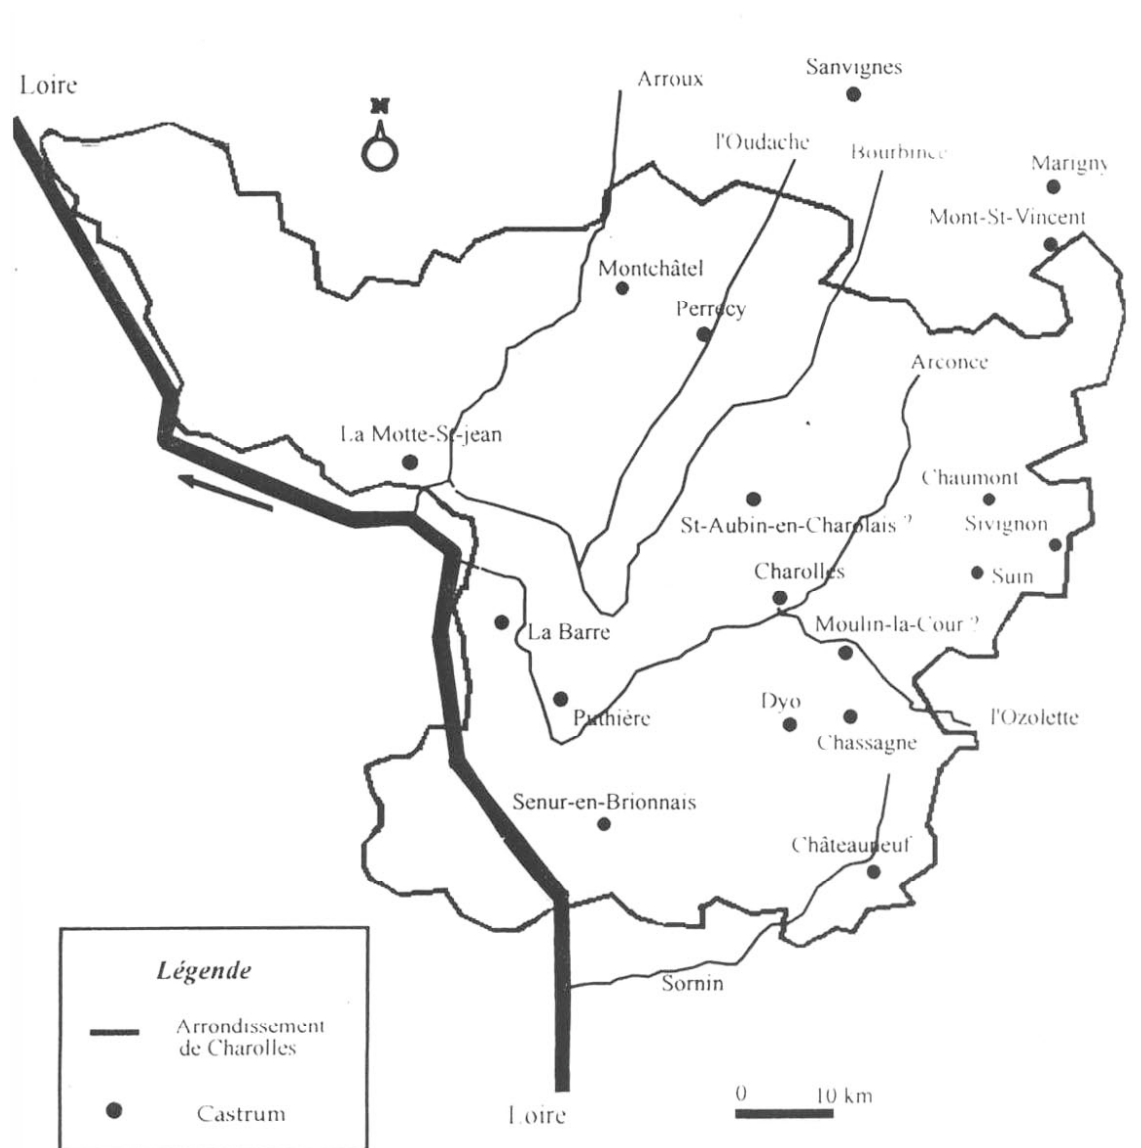 Sanvignes
Loire
Arroux
N
l'Oudache
Bourbince
Marigny
Mont-St-Vincent
Montchâtel
Perrecy
Arconce
La Motte-St-jean
Chaumont
St-Aubin-en-Charolais ?
Sivignon
Charolles
Suin
Moulin-la-Cour ?
La Barre
Dyo
Puthière
l'Ozolette
Chassagne
Senur-en-Brionnais
Châteauneuf
Légende
Sornin
Arrondissement
de Charolles
0 10 km
Castrum
Loire